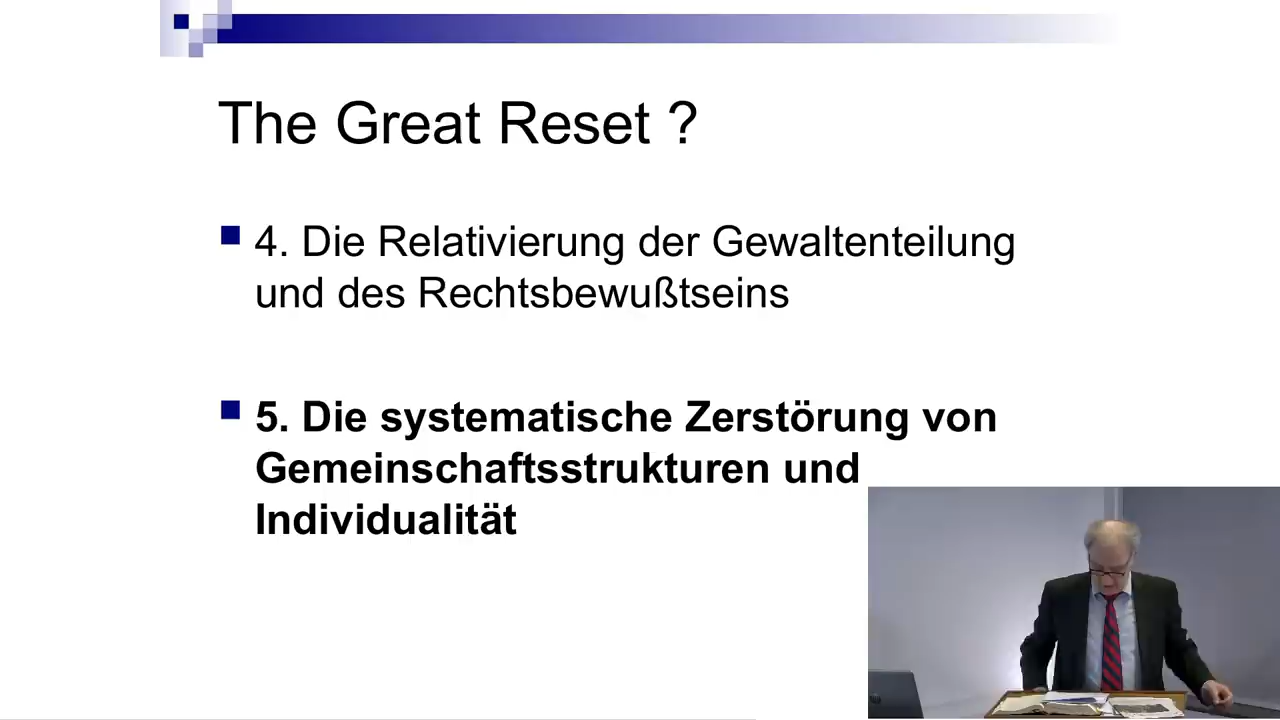 The Great Reset ?
4. Die Relativierung der Gewaltenteilung
und des Rechtsbewußtseins
5. Die systematische Zerstörung von
Gemeinschaftsstrukturen und
Individualität